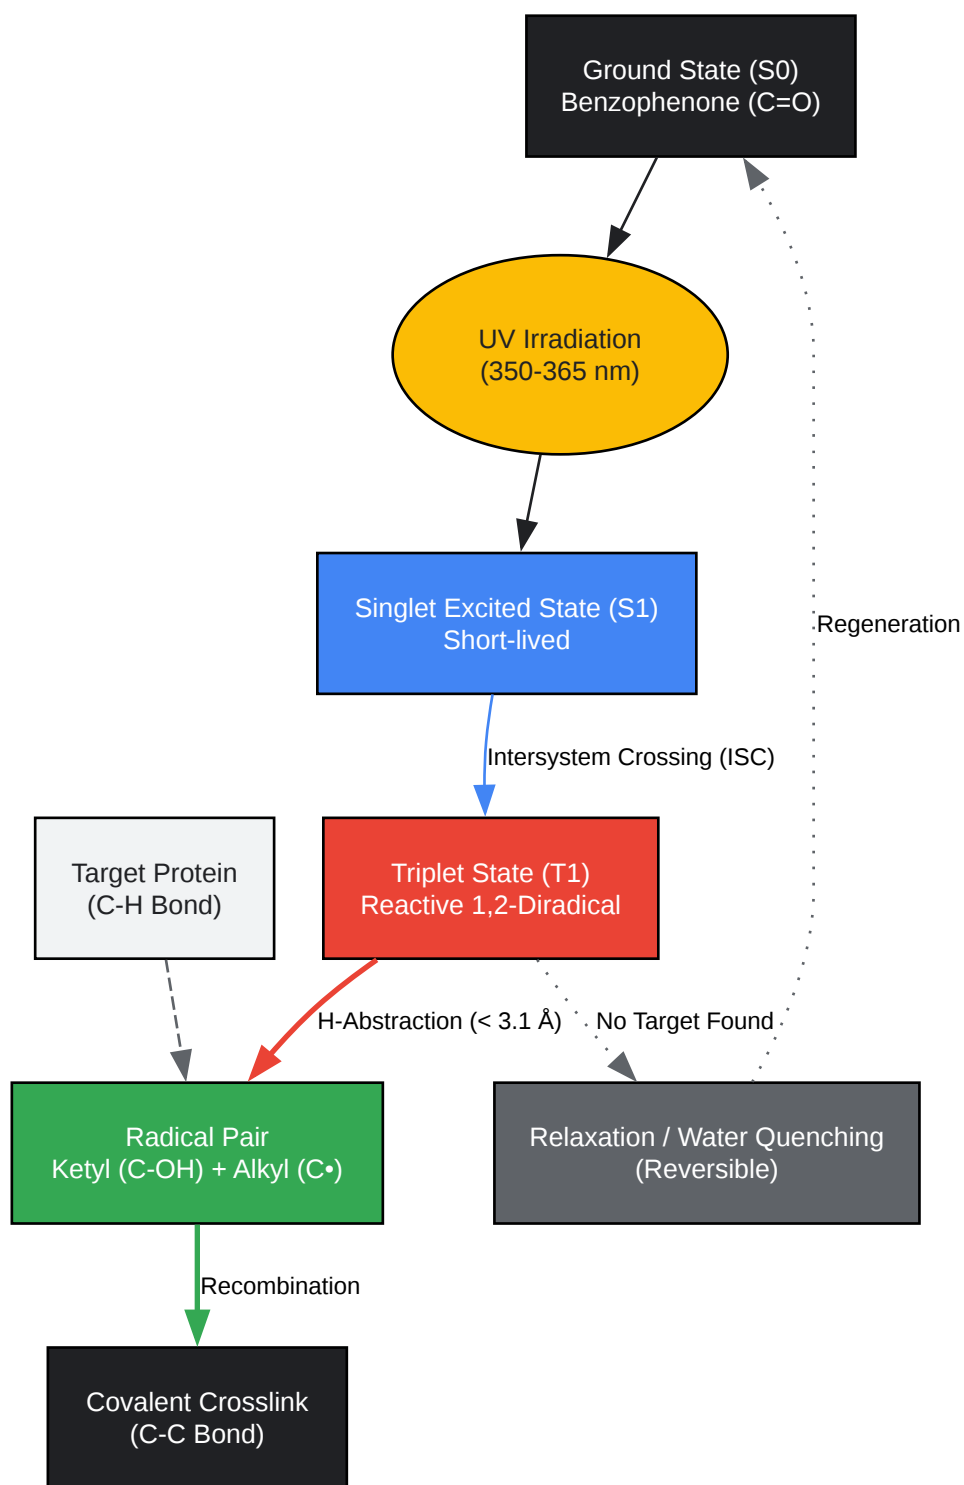 Ground State (S0)
Benzophenone (C=O)
UV Irradiation
(350-365 nm)
Singlet Excited State (S1)
Short-lived
Regeneration
Intersystem Crossing (ISC)
Target Protein
(C-H Bond)
Triplet State (T1)
Reactive 1,2-Diradical
H-Abstraction (< 3.1 Å)
No Target Found
Radical Pair
Ketyl (C-OH) + Alkyl (C•)
Relaxation / Water Quenching
(Reversible)
Recombination
Covalent Crosslink
(C-C Bond)